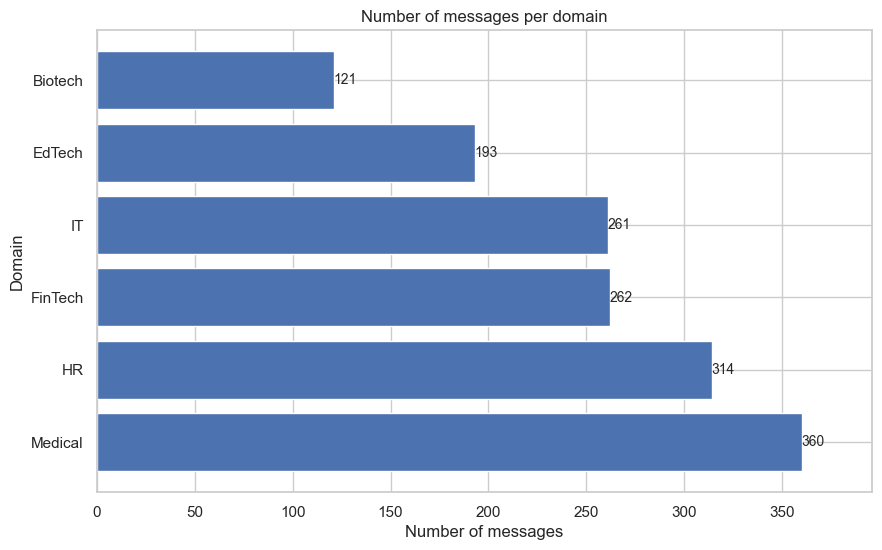 Number of messages per domain
Domain
Biotech 121
EdTech 193
IT 261
FinTech 262
HR 314
Medical 360
0 50 100 150 200 250 300 350
Number of messages